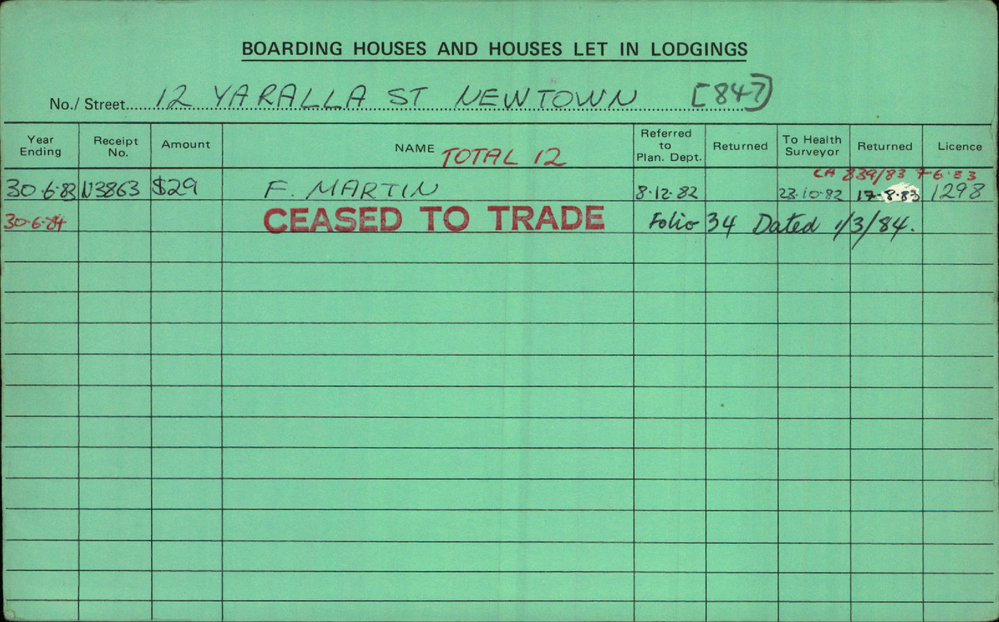 BOARDING HOUSES AND HOUSES LET IN LODGINGS
No./ Street 12 YARALLA ST NEWTOWN [847]
Year Ending Receipt No. Amount NAME TOTAL 12 Referred to Plan. Dept. Returned To Health Surveyor Returned Licence
CA 839/83 7-6-83
30-6-83 N3863 $29 F. MARTIN 8-12-82 23-10-82 17-8-83 1298
30-6-84 CEASED TO TRADE Folio 34 Dated 1/3/84.